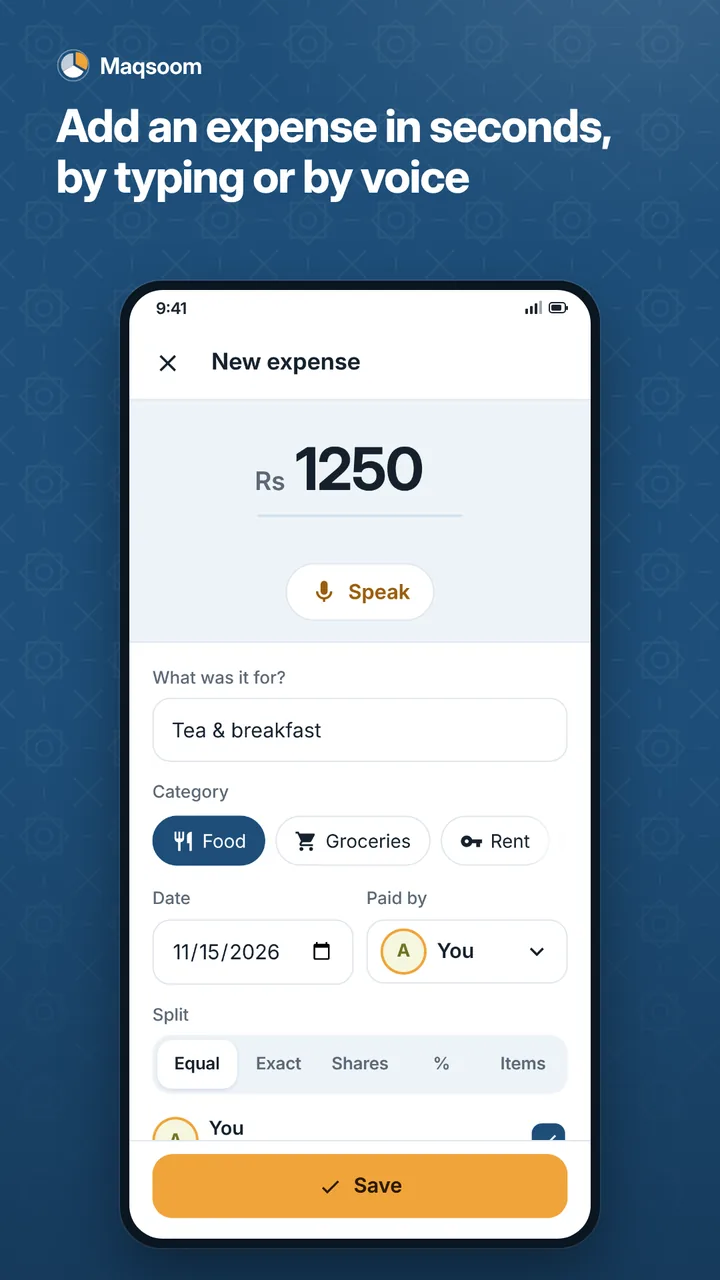 Maqsoom
Add an expense in seconds,
by typing or by voice
9:41
New expense
Rs 1250
Speak
What was it for?
Tea & breakfast
Category
Food Groceries Rent
Date Paid by
11/15/2026 A You
Split
Equal Exact Shares % Items
A You
Save